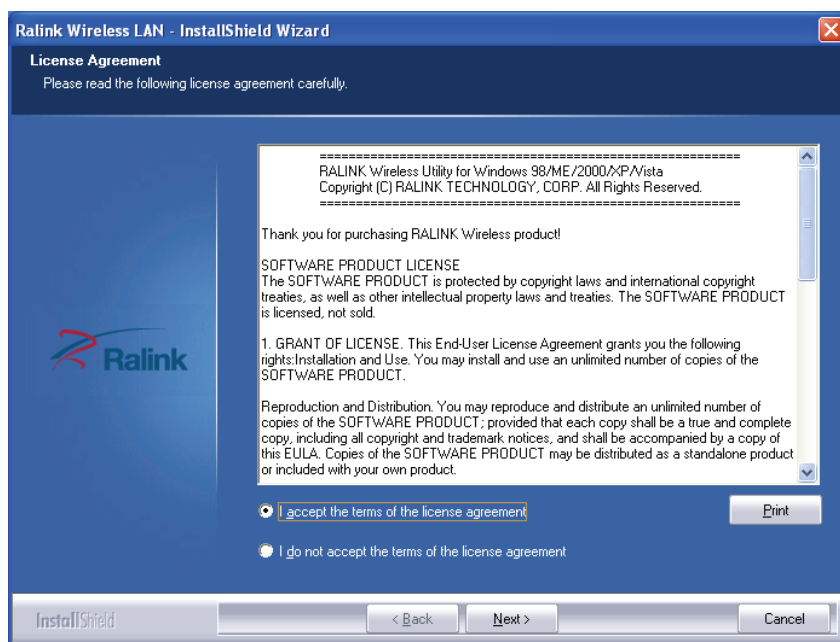 Ralink Wireless LAN - InstallShield Wizard
License Agreement
Please read the following license agreement carefully.
==========================================================
RALINK Wireless Utility for Windows 98/ME/2000/XP/Vista
Copyright (C) RALINK TECHNOLOGY, CORP. All Rights Reserved.
==========================================================
Thank you for purchasing RALINK Wireless product!
SOFTWARE PRODUCT LICENSE
The SOFTWARE PRODUCT is protected by copyright laws and international copyright
treaties, as well as other intellectual property laws and treaties. The SOFTWARE PRODUCT
is licensed, not sold.
1. GRANT OF LICENSE. This End-User License Agreement grants you the following
rights:Installation and Use. You may install and use an unlimited number of copies of the
SOFTWARE PRODUCT.
Reproduction and Distribution. You may reproduce and distribute an unlimited number of
copies of the SOFTWARE PRODUCT; provided that each copy shall be a true and complete
copy, including all copyright and trademark notices, and shall be accompanied by a copy of
this EULA. Copies of the SOFTWARE PRODUCT may be distributed as a standalone product
or included with your own product.
Ralink
I accept the terms of the license agreement
Print
I do not accept the terms of the license agreement
InstallShield
< Back
Next >
Cancel